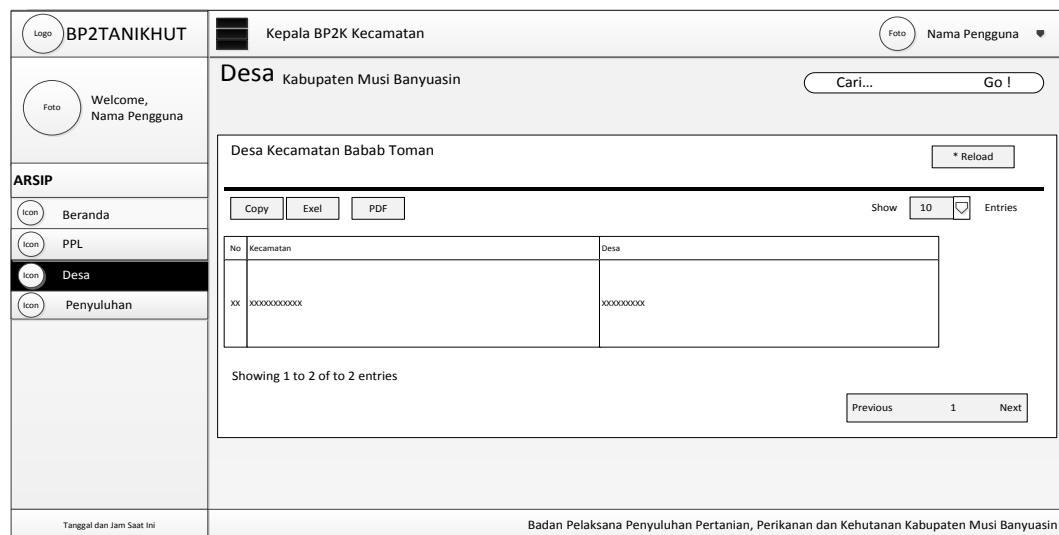 Logo BP2TANIKHUT
Kepala BP2K Kecamatan
Foto Nama Pengguna
Foto Welcome,
Nama Pengguna
Desa Kabupaten Musi Banyuasin
Cari... Go !
ARSIP
Icon Beranda
Icon PPL
Icon Desa
Icon Penyuluhan
Desa Kecamatan Babab Toman
* Reload
Copy Exel PDF
Show 10 Entries
No Kecamatan Desa
xx xxxxxxxxxxx xxxxxxxxx
Showing 1 to 2 of to 2 entries
Previous 1 Next
Tanggal dan Jam Saat Ini
Badan Pelaksana Penyuluhan Pertanian, Perikanan dan Kehutanan Kabupaten Musi Banyuasin